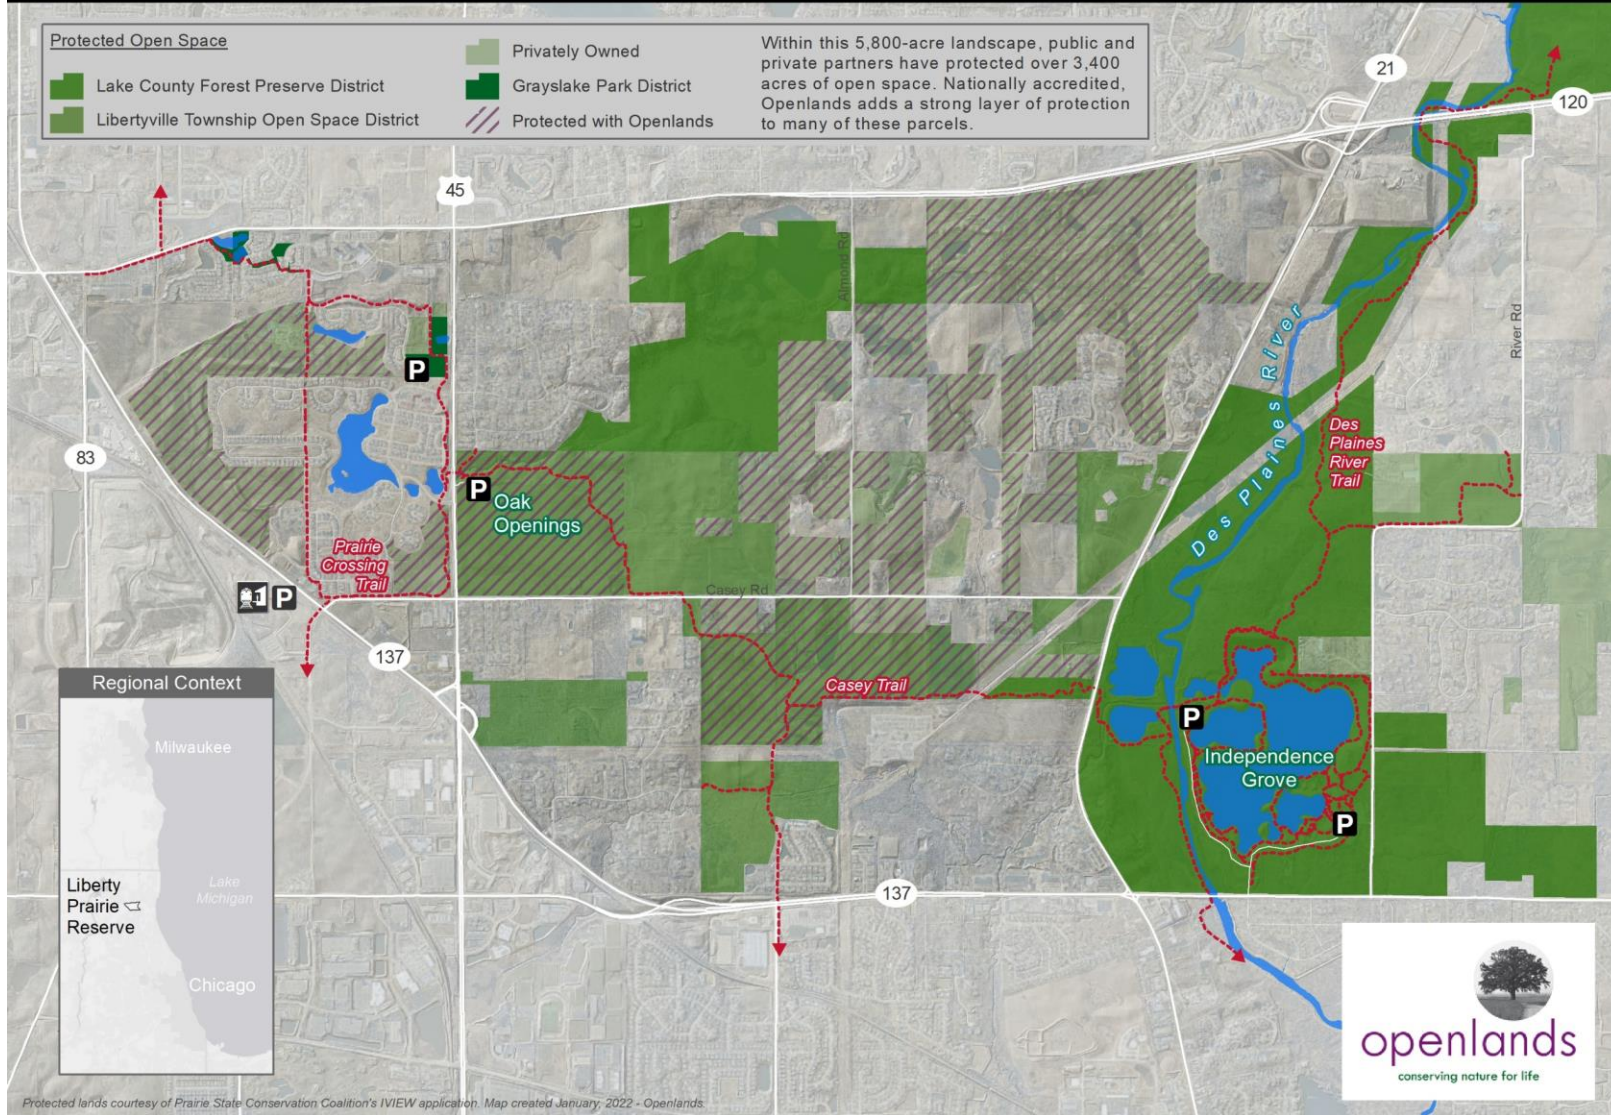 Protected Open Space
Lake County Forest Preserve District
Libertyville Township Open Space District
Privately Owned
Grayslake Park District
Protected with Openlands
Within this 5,800-acre landscape, public and
private partners have protected over 3,400
acres of open space. Nationally accredited,
Openlands adds a strong layer of protection
to many of these parcels.
21
120
45
Almond Rd
River Rd
Des Plaines River
P
83
Des
Plaines
River
Trail
P
Oak
Openings
Prairie
Crossing
Trail
P
Casey Rd
137
Casey Trail
P
Independence
Grove
P
137
Regional Context
Milwaukee
Liberty
Prairie
Reserve
Lake
Michigan
Chicago
openlands
conserving nature for life
Protected lands courtesy of Prairie State Conservation Coalition's IVIEW application. Map created January, 2022 - Openlands